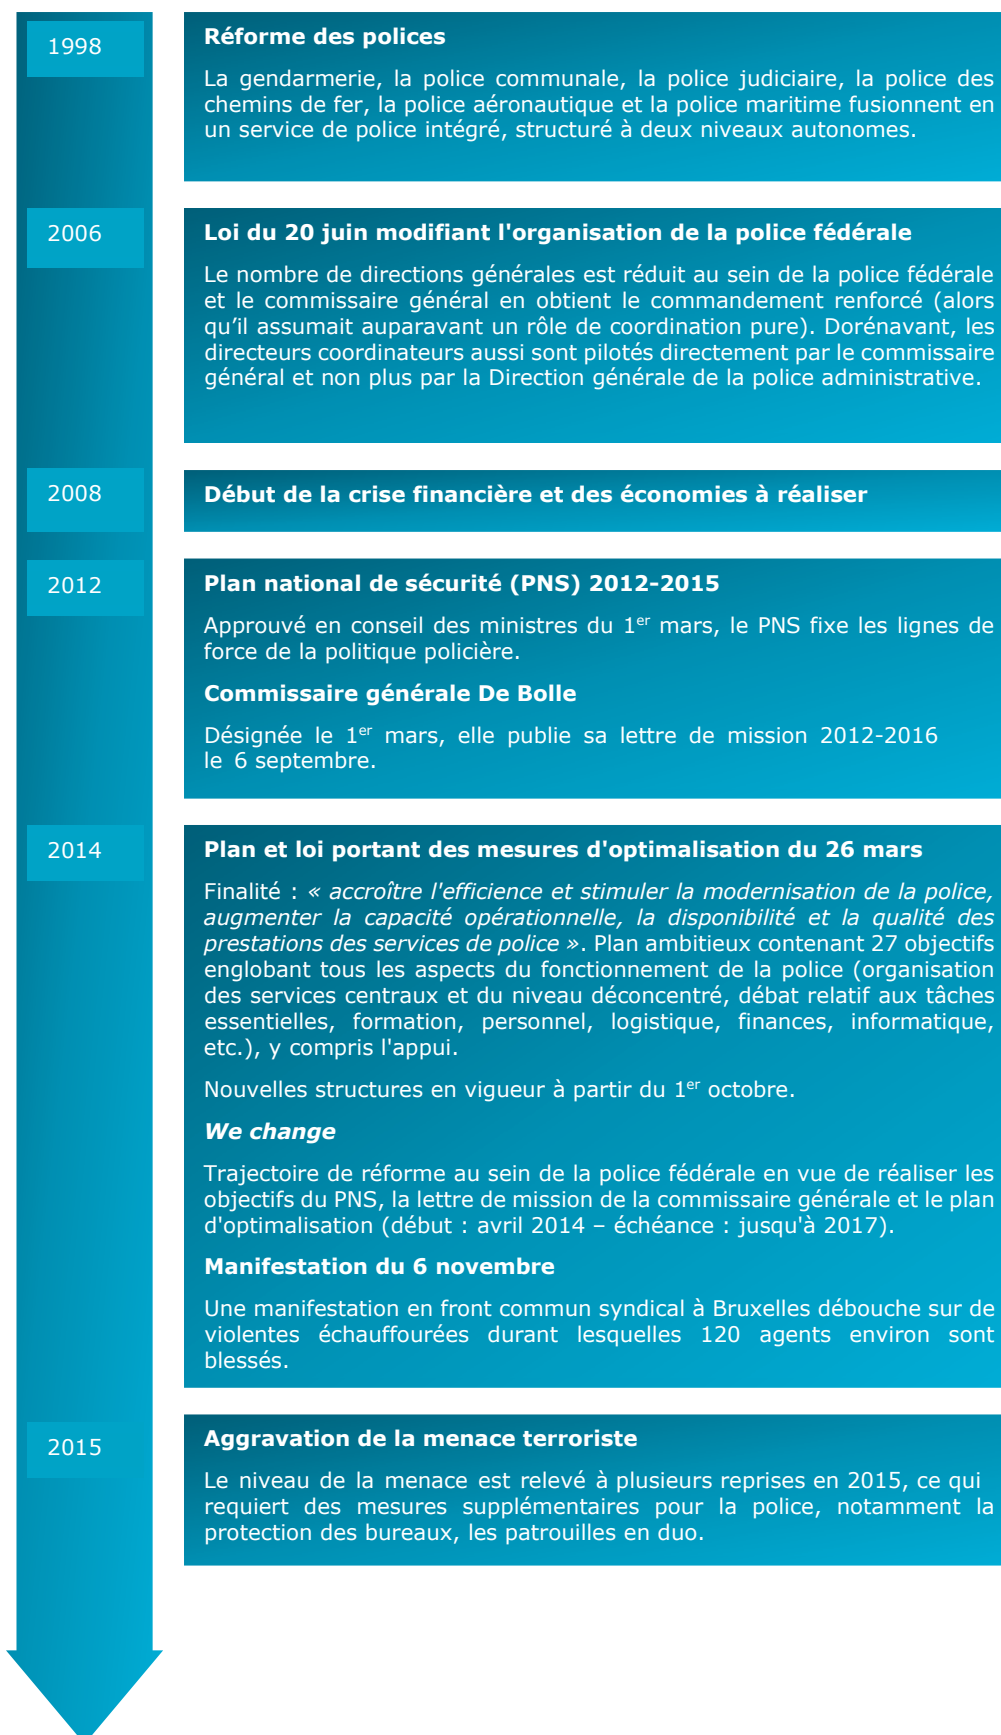 1998
Réforme des polices
La gendarmerie, la police communale, la police judiciaire, la police des
chemins de fer, la police aéronautique et la police maritime fusionnent en
un service de police intégré, structuré à deux niveaux autonomes.
2006
Loi du 20 juin modifiant l'organisation de la police fédérale
Le nombre de directions générales est réduit au sein de la police fédérale
et le commissaire général en obtient le commandement renforcé (alors
qu’il assumait auparavant un rôle de coordination pure). Dorénavant, les
directeurs coordinateurs aussi sont pilotés directement par le commissaire
général et non plus par la Direction générale de la police administrative.
2008
Début de la crise financière et des économies à réaliser
2012
Plan national de sécurité (PNS) 2012-2015
Approuvé en conseil des ministres du 1er mars, le PNS fixe les lignes de
force de la politique policière.
Commissaire générale De Bolle
Désignée le 1er mars, elle publie sa lettre de mission 2012-2016
le 6 septembre.
2014
Plan et loi portant des mesures d'optimalisation du 26 mars
Finalité : « accroître l'efficience et stimuler la modernisation de la police,
augmenter la capacité opérationnelle, la disponibilité et la qualité des
prestations des services de police ». Plan ambitieux contenant 27 objectifs
englobant tous les aspects du fonctionnement de la police (organisation
des services centraux et du niveau déconcentré, débat relatif aux tâches
essentielles, formation, personnel, logistique, finances, informatique,
etc.), y compris l'appui.
Nouvelles structures en vigueur à partir du 1er octobre.
We change
Trajectoire de réforme au sein de la police fédérale en vue de réaliser les
objectifs du PNS, la lettre de mission de la commissaire générale et le plan
d'optimalisation (début : avril 2014 – échéance : jusqu'à 2017).
Manifestation du 6 novembre
Une manifestation en front commun syndical à Bruxelles débouche sur de
violentes échauffourées durant lesquelles 120 agents environ sont
blessés.
2015
Aggravation de la menace terroriste
Le niveau de la menace est relevé à plusieurs reprises en 2015, ce qui
requiert des mesures supplémentaires pour la police, notamment la
protection des bureaux, les patrouilles en duo.